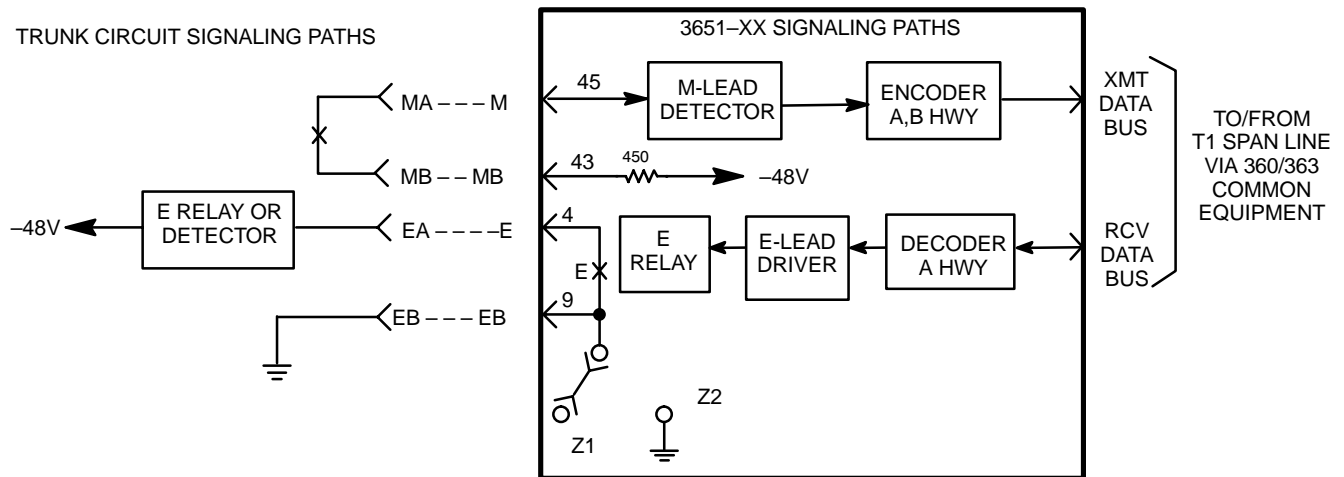 3651–XX SIGNALING PATHS
TRUNK CIRCUIT SIGNALING PATHS
MA – – – M
45
M-LEAD
DETECTOR
ENCODER
A,B HWY
XMT
DATA
BUS
MB – – MB
43
450
–48V
TO/FROM
T1 SPAN LINE
VIA 360/363
COMMON
EQUIPMENT
–48V
E RELAY OR
DETECTOR
EA – – – –E
4
E
E
RELAY
E-LEAD
DRIVER
DECODER
A HWY
RCV
DATA
BUS
EB – – – EB
9
Z1
Z2